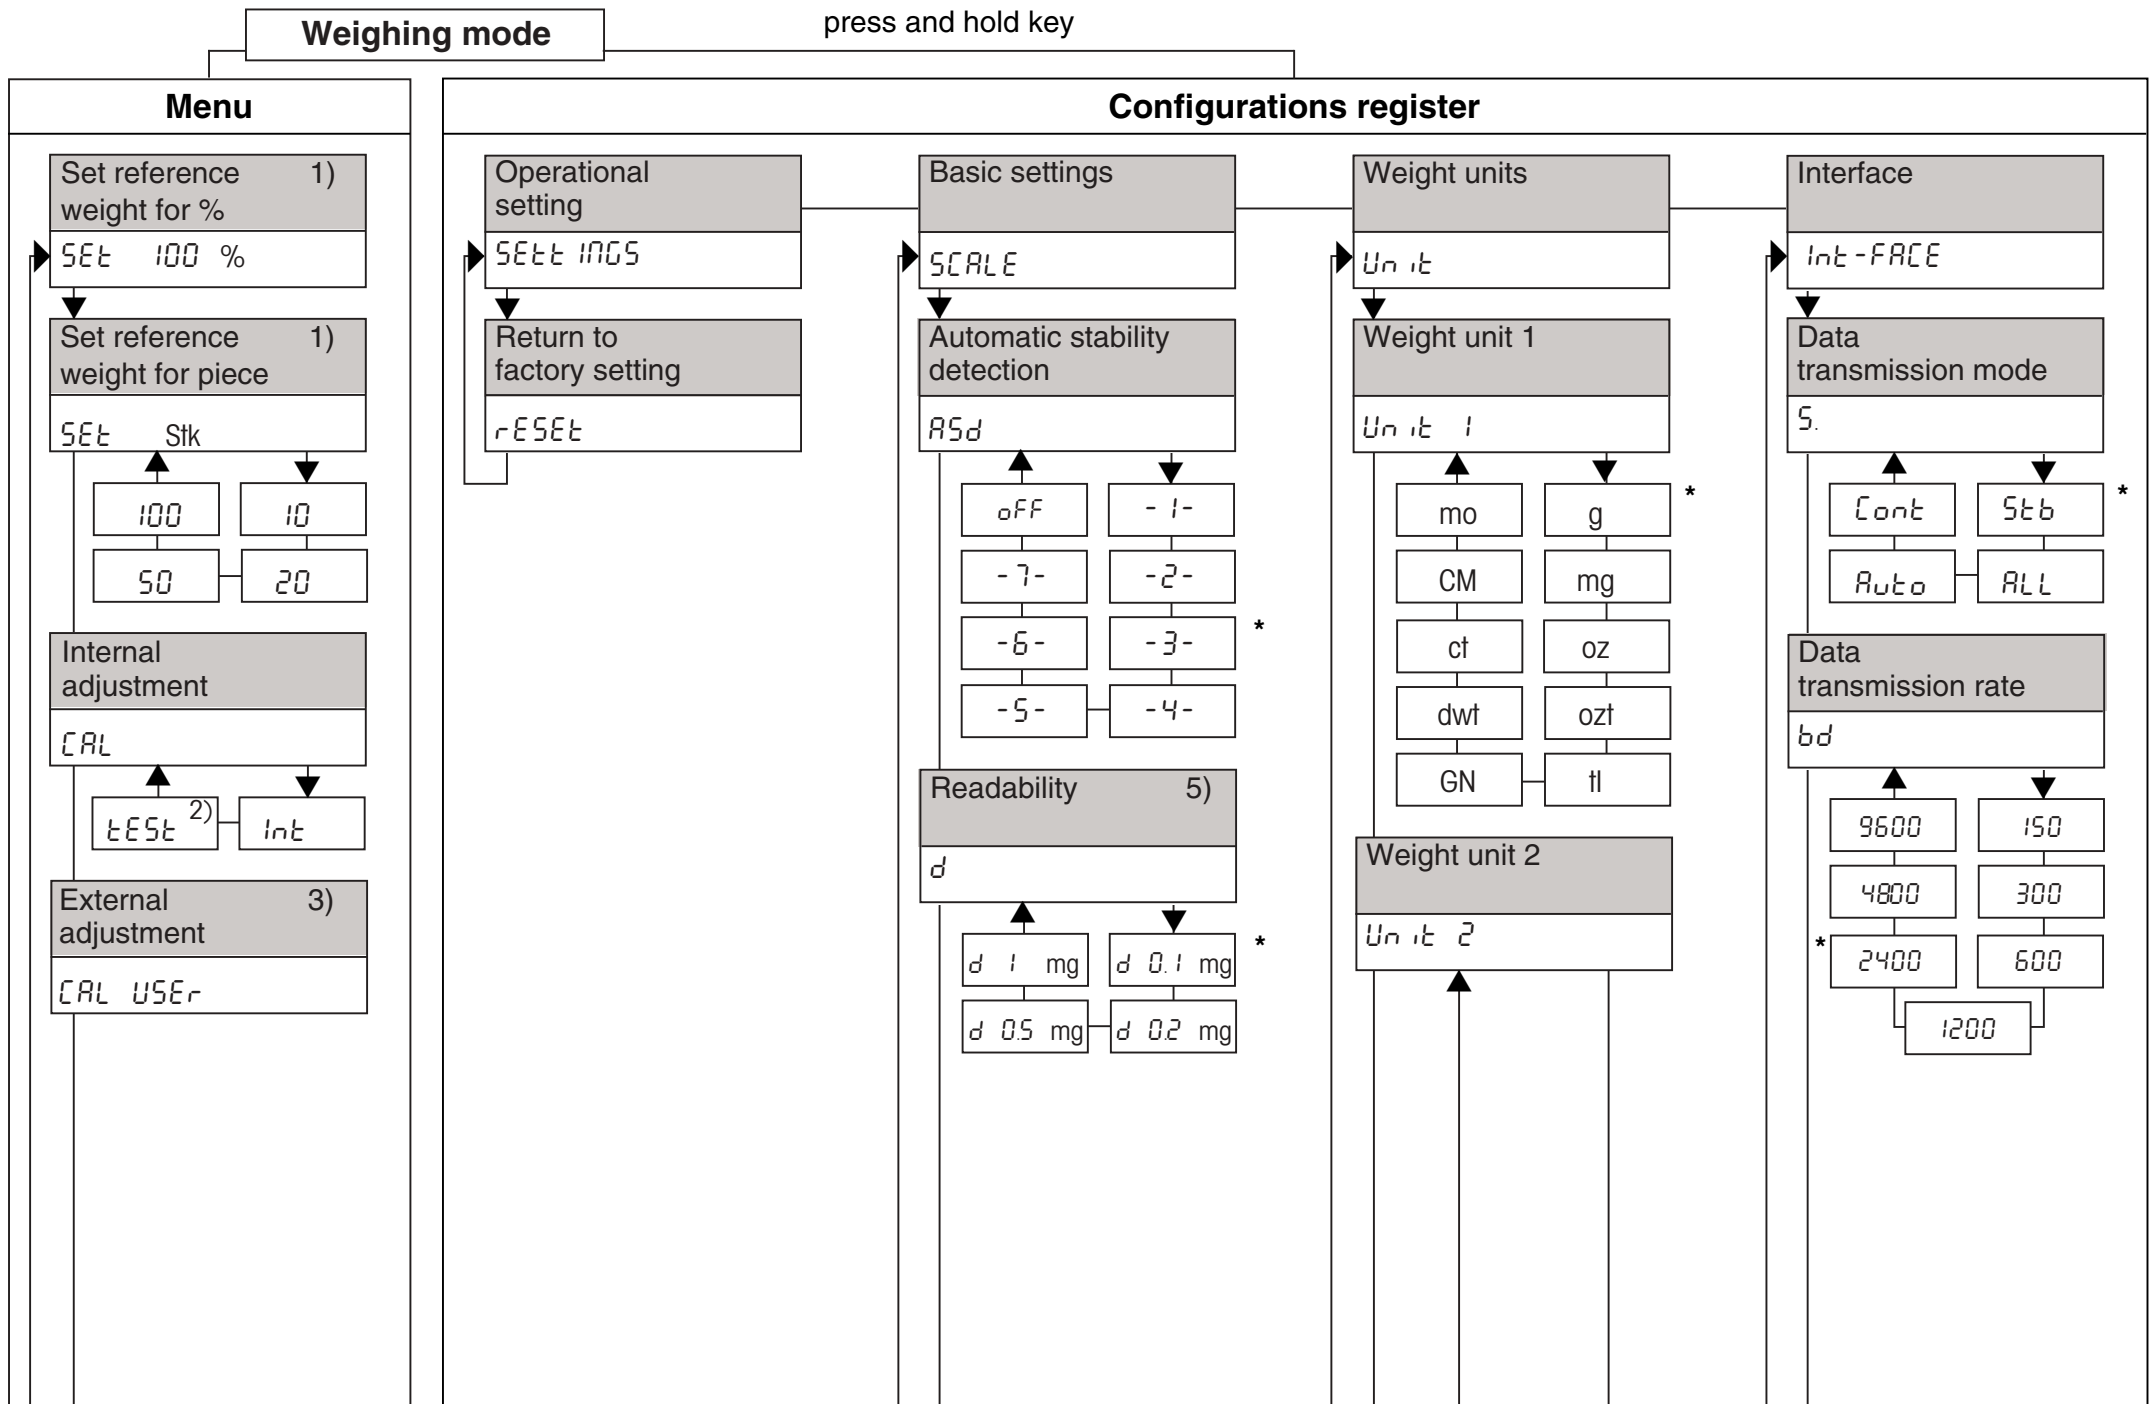 Weighing mode
press and hold key
Menu
Set reference 1)
weight for %
SEt 100 %
Set reference 1)
weight for piece
SEt Stk
100 10
50 20
Internal
adjustment
CAL
tESt 2) Int
External 3)
adjustment
CAL USEr
Configurations register
Operational
setting
SEttINGS
Return to
factory setting
rESEt
Basic settings
SCALE
Automatic stability
detection
ASd
oFF -1-
-7- -2-
-6- -3- *
-5- -4-
Readability 5)
d
d 1 mg d 0.1 mg *
d 0.5 mg d 0.2 mg
Weight units
Unit
Weight unit 1
Unit 1
mo g *
CM mg
ct oz
dwt ozt
GN tl
Weight unit 2
Unit 2
Interface
Int-FACE
Data
transmission mode
S.
Cont Stb *
Auto ALL
Data
transmission rate
bd
9600 150
4800 300
* 2400 600
1200